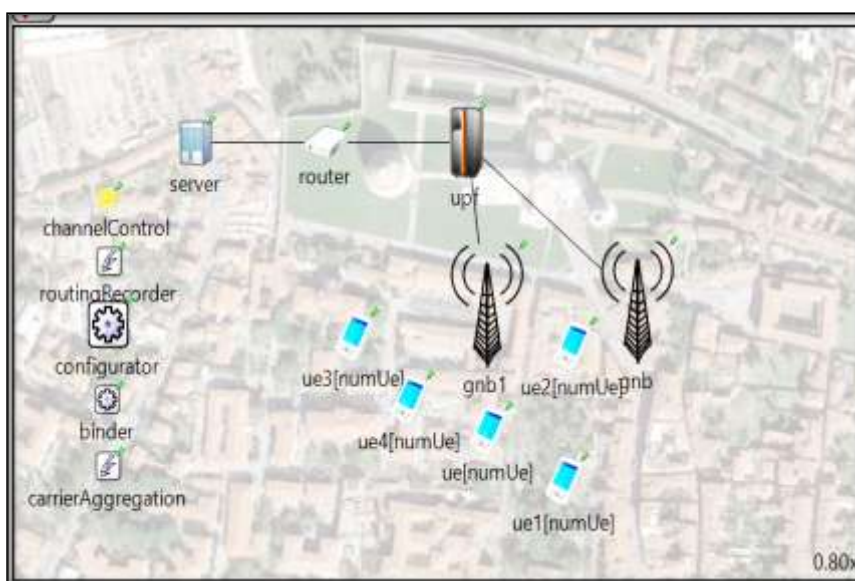 server
router
upf
channelControl
routingRecorder
configurator
ue3[numUe]
gnb1
ue2[numUe]
gnb
binder
ue4[numUe]
ue[numUe]
carrierAggregation
ue1[numUe]
0.80x